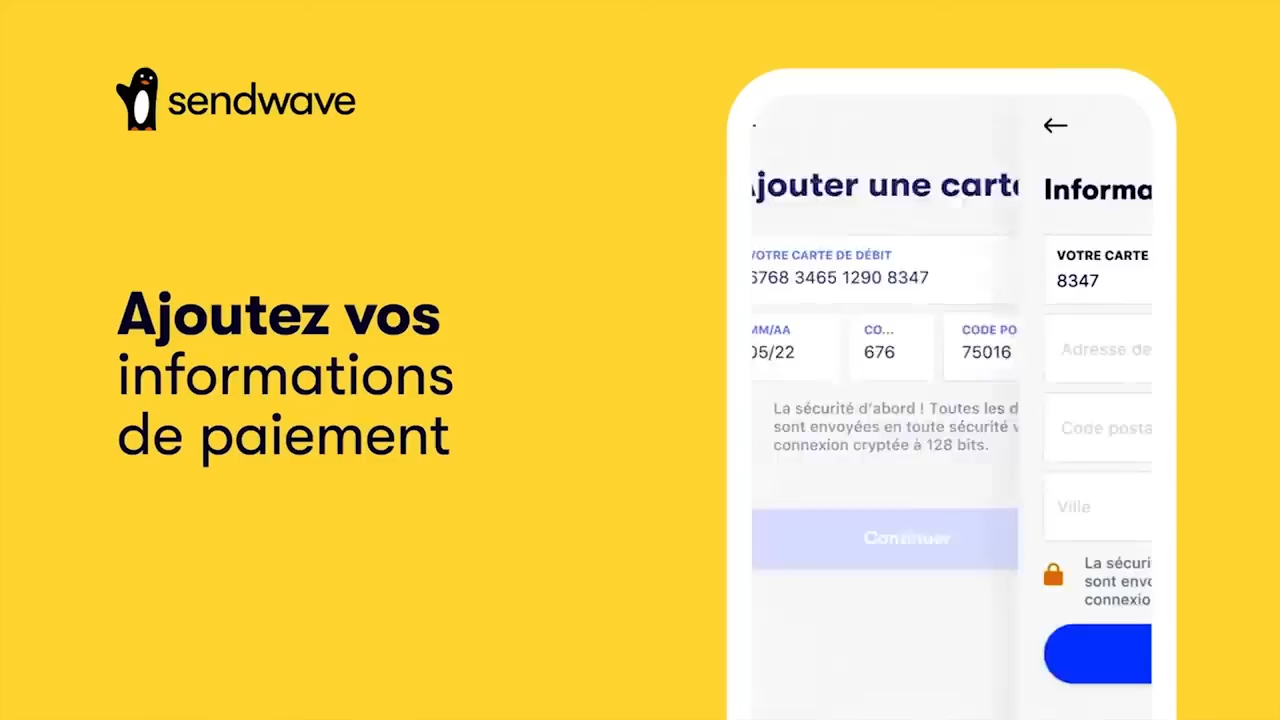 sendwave
Ajoutez vos
informations
de paiement
jouter une carte
VOTRE CARTE DE DÉBIT
6768 3465 1290 8347
MM/AA
05/22
CO...
676
CODE PO
75016
La sécurité d'abord ! Toutes les d
sont envoyées en toute sécurité v
connexion cryptée à 128 bits.
Continuer
Informa
VOTRE CARTE
8347
Adresse de
Code posta
Ville
La sécuri
sont envo
connexio